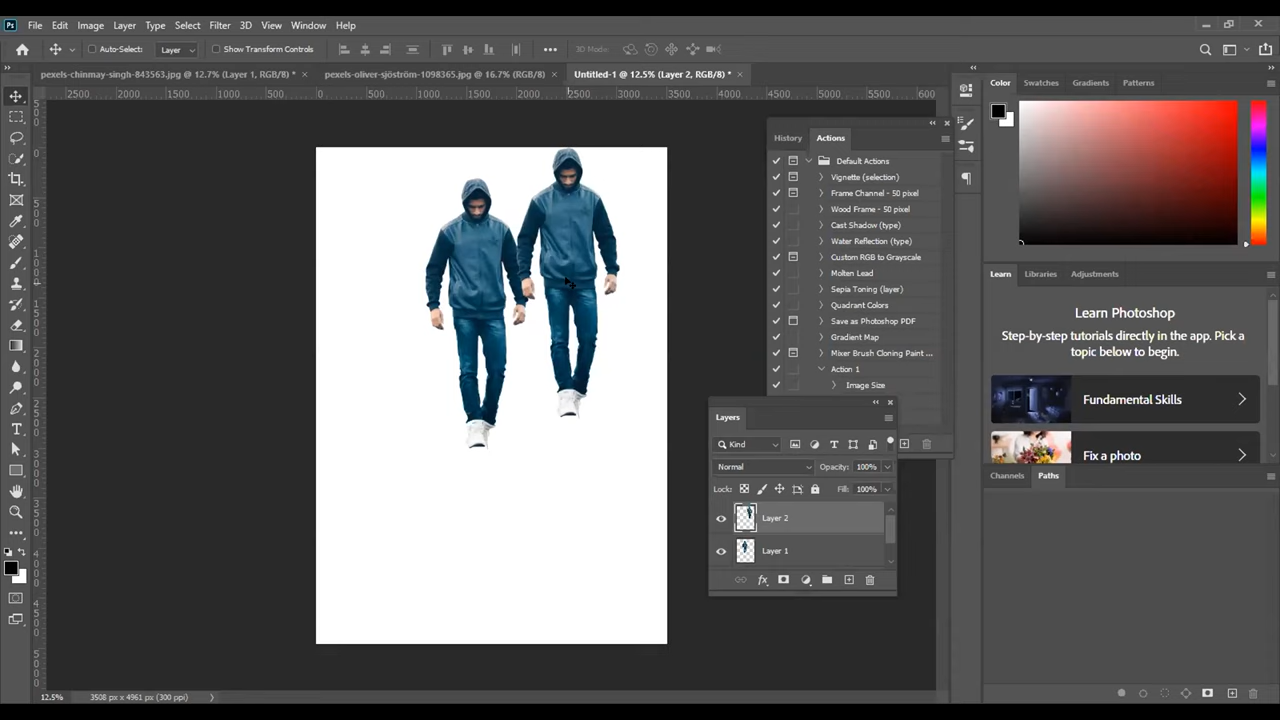 Ps File Edit Image Layer Type Select Filter 3D View Window Help
Auto-Select: Layer Show Transform Controls 3D Mode:
pexels-chinmay-singh-843563.jpg @ 12.7% (Layer 1, RGB/8) * × pexels-oliver-sjöström-1098365.jpg @ 16.7% (RGB/8) × Untitled-1 @ 12.5% (Layer 2, RGB/8) * ×
2500 2000 1500 1000 500 0 500 1000 1500 2000 2500 3000 3500 4000 4500 5000 5500 6000
Color Swatches Gradients Patterns
History Actions
Default Actions
Vignette (selection)
Frame Channel - 50 pixel
Wood Frame - 50 pixel
Cast Shadow (type)
Water Reflection (type)
Custom RGB to Grayscale
Molten Lead
Sepia Toning (layer)
Quadrant Colors
Save as Photoshop PDF
Gradient Map
Mixer Brush Cloning Paint ...
Action 1
Image Size
Learn Libraries Adjustments
Learn Photoshop
Step-by-step tutorials directly in the app. Pick a
topic below to begin.
Fundamental Skills
Fix a photo
Channels Paths
Layers
Kind
Normal Opacity: 100%
Lock: Fill: 100%
Layer 2
Layer 1
fx
12.5% 3508 px x 4961 px (300 ppi)